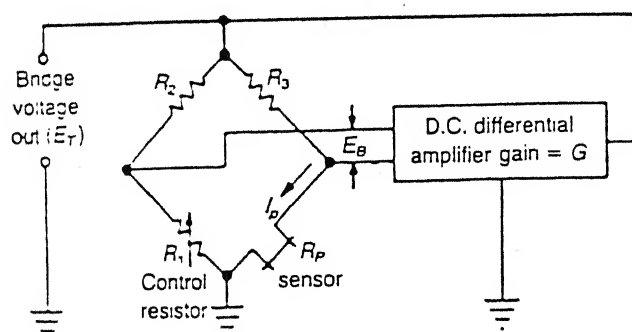 Bridge
voltage
out (E_T)
R_2
R_3
E_B
D.C. differential
amplifier gain = G
I_p
R_1
R_P
Control
resistor
sensor